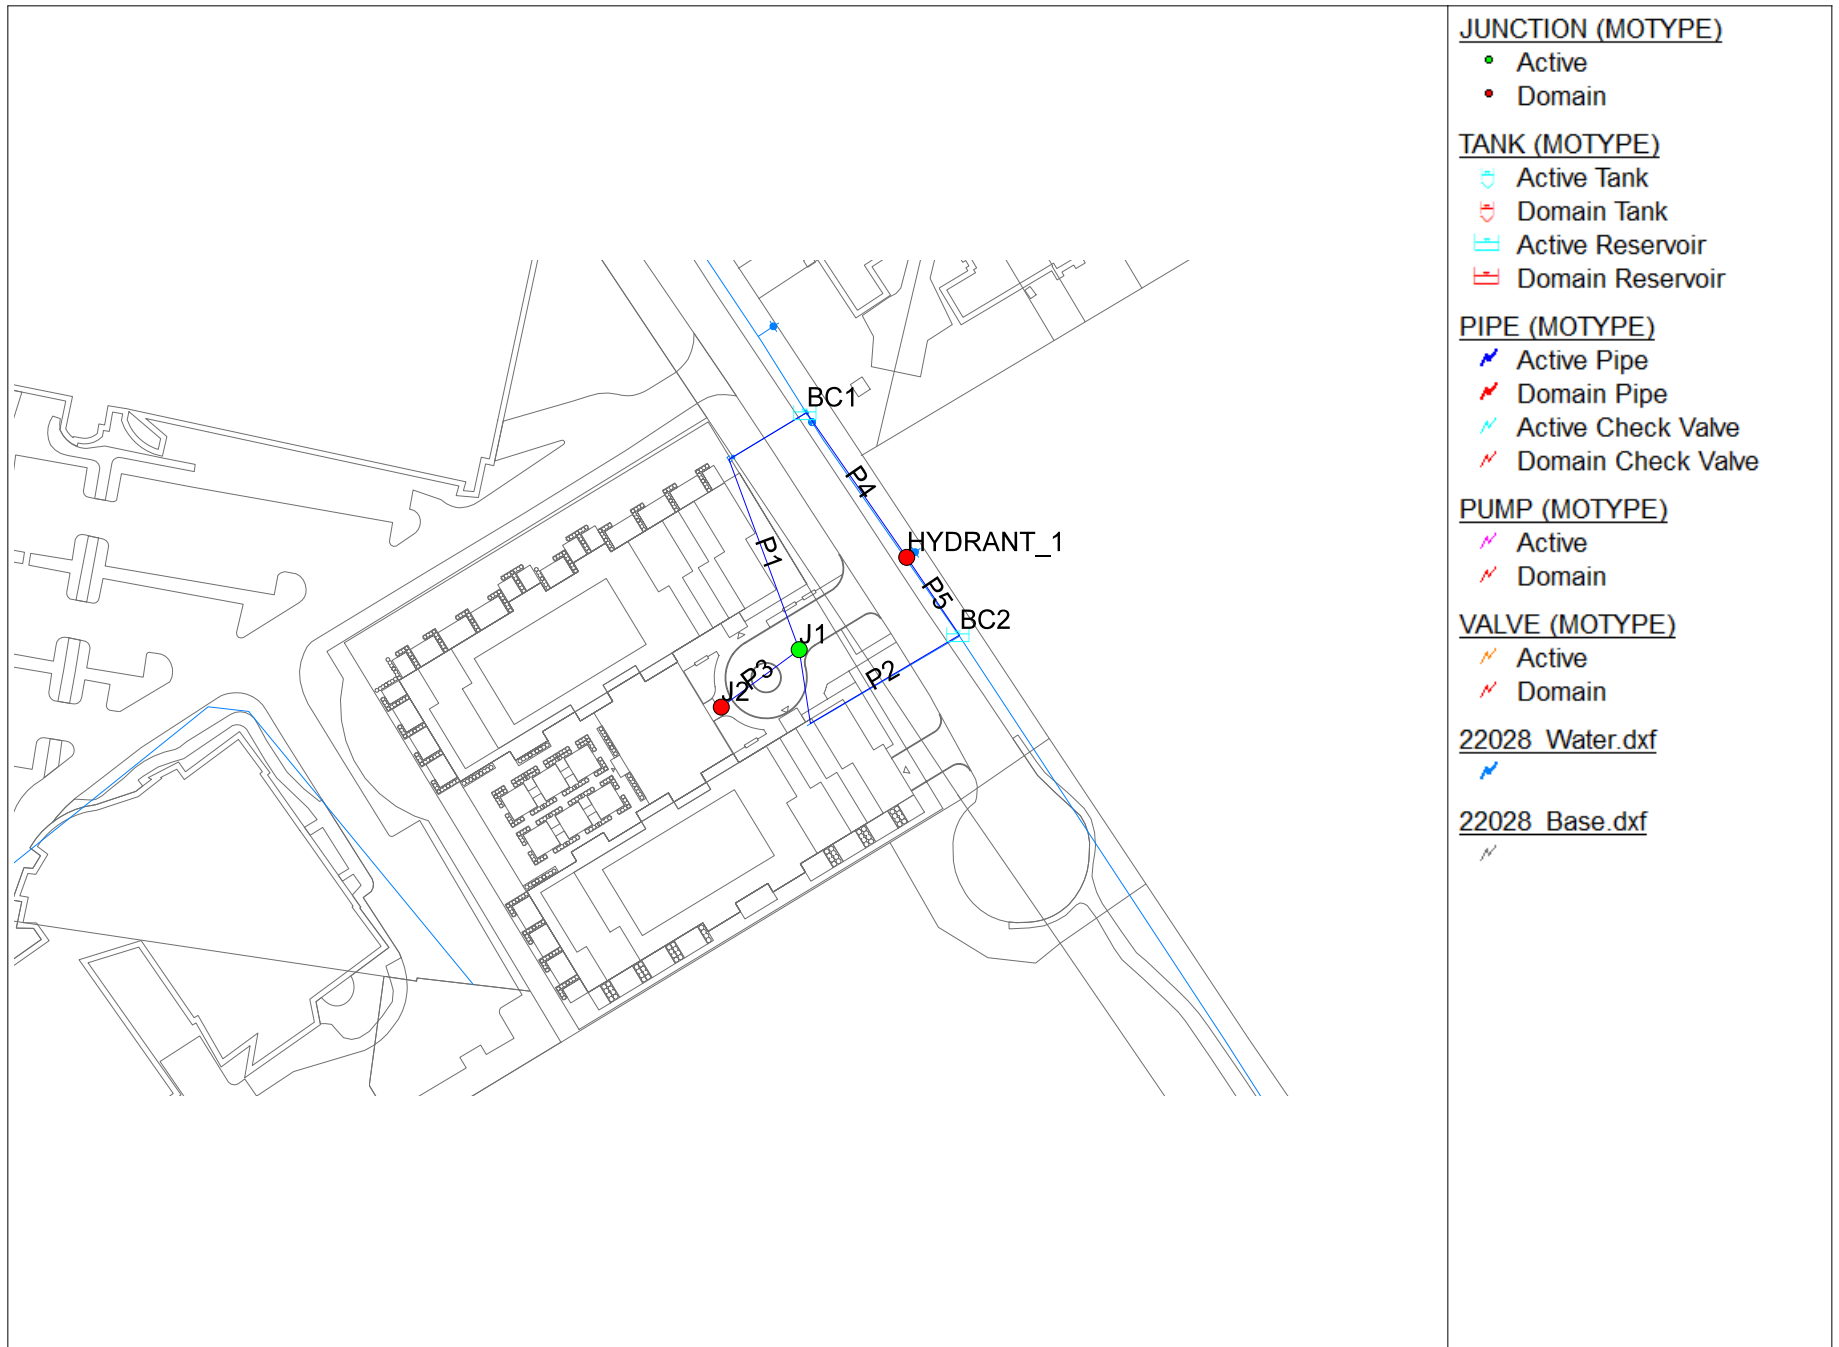 BC1
P4
HYDRANT_1
P1
P5
BC2
J1
P3
P2
J2
JUNCTION (MOTYPE)
Active
Domain
TANK (MOTYPE)
Active Tank
Domain Tank
Active Reservoir
Domain Reservoir
PIPE (MOTYPE)
Active Pipe
Domain Pipe
Active Check Valve
Domain Check Valve
PUMP (MOTYPE)
Active
Domain
VALVE (MOTYPE)
Active
Domain
22028_Water.dxf
22028_Base.dxf